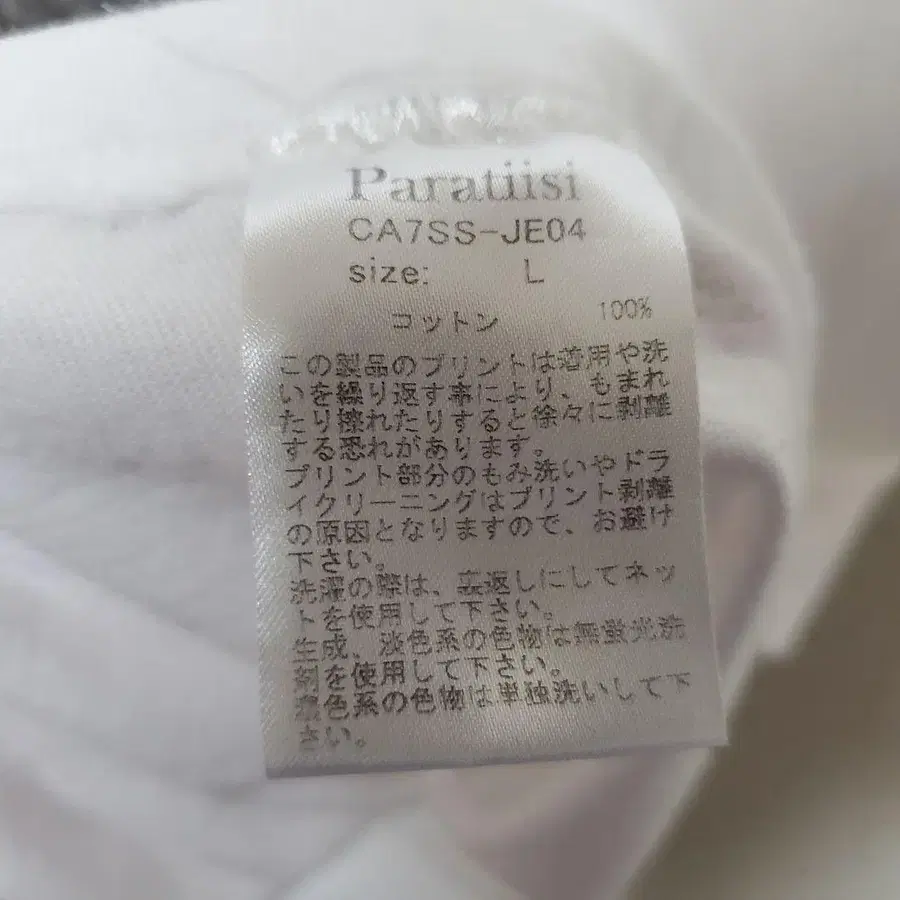 Paratiisi
CA7SS-JE04
size: L
コットン 100%
この製品のプリントは着用や洗
いを繰り返す事により、もまれ
たり擦れたりすると徐々に剥離
する恐れがあります。
プリント部分のもみ洗いやドラ
イクリーニングはプリント剥離
の原因となりますので、お避け
下さい。
洗濯の際は、裏返しにしてネッ
トを使用して下さい。
生成、淡色系の色物は無蛍光洗
剤を使用して下さい。
濃色系の色物は単独洗いして下
さい。